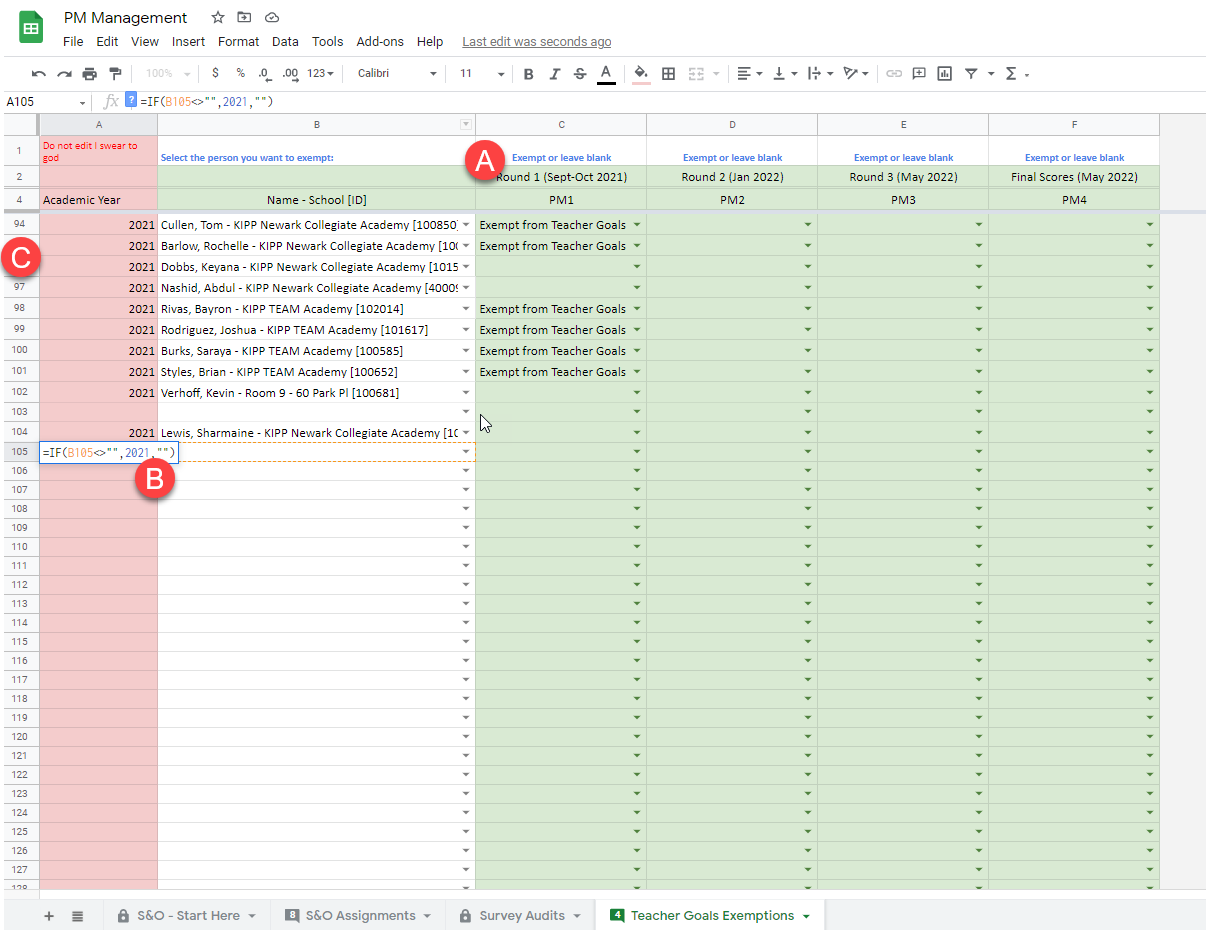 PM Management
File Edit View Insert Format Data Tools Add-ons Help Last edit was seconds ago
100% $ % .0 .00 123 Calibri 11 B I S A
A105 fx ? =IF(B105<>"",2021,"")
A B C D E F
1 Do not edit I swear to god Select the person you want to exempt: A Exempt or leave blank Exempt or leave blank Exempt or leave blank Exempt or leave blank
2 Round 1 (Sept-Oct 2021) Round 2 (Jan 2022) Round 3 (May 2022) Final Scores (May 2022)
4 Academic Year Name - School [ID] PM1 PM2 PM3 PM4
94 2021 Cullen, Tom - KIPP Newark Collegiate Academy [100850] Exempt from Teacher Goals
2021 Barlow, Rochelle - KIPP Newark Collegiate Academy [10 Exempt from Teacher Goals
C 2021 Dobbs, Keyana - KIPP Newark Collegiate Academy [1015
97 2021 Nashid, Abdul - KIPP Newark Collegiate Academy [4000
98 2021 Rivas, Bayron - KIPP TEAM Academy [102014] Exempt from Teacher Goals
99 2021 Rodriguez, Joshua - KIPP TEAM Academy [101617] Exempt from Teacher Goals
100 2021 Burks, Saraya - KIPP TEAM Academy [100585] Exempt from Teacher Goals
101 2021 Styles, Brian - KIPP TEAM Academy [100652] Exempt from Teacher Goals
102 2021 Verhoff, Kevin - Room 9 - 60 Park Pl [100681]
103
104 2021 Lewis, Sharmaine - KIPP Newark Collegiate Academy [10
105 =IF(B105<>"",2021,"")
106 B
107
108
109
110
111
112
113
114
115
116
117
118
119
120
121
122
123
124
125
126
127
128
S&O - Start Here 8 S&O Assignments Survey Audits 4 Teacher Goals Exemptions